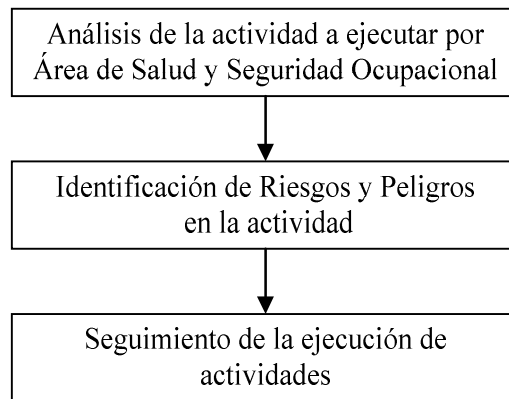 Análisis de la actividad a ejecutar por
Área de Salud y Seguridad Ocupacional
Identificación de Riesgos y Peligros
en la actividad
Seguimiento de la ejecución de
actividades